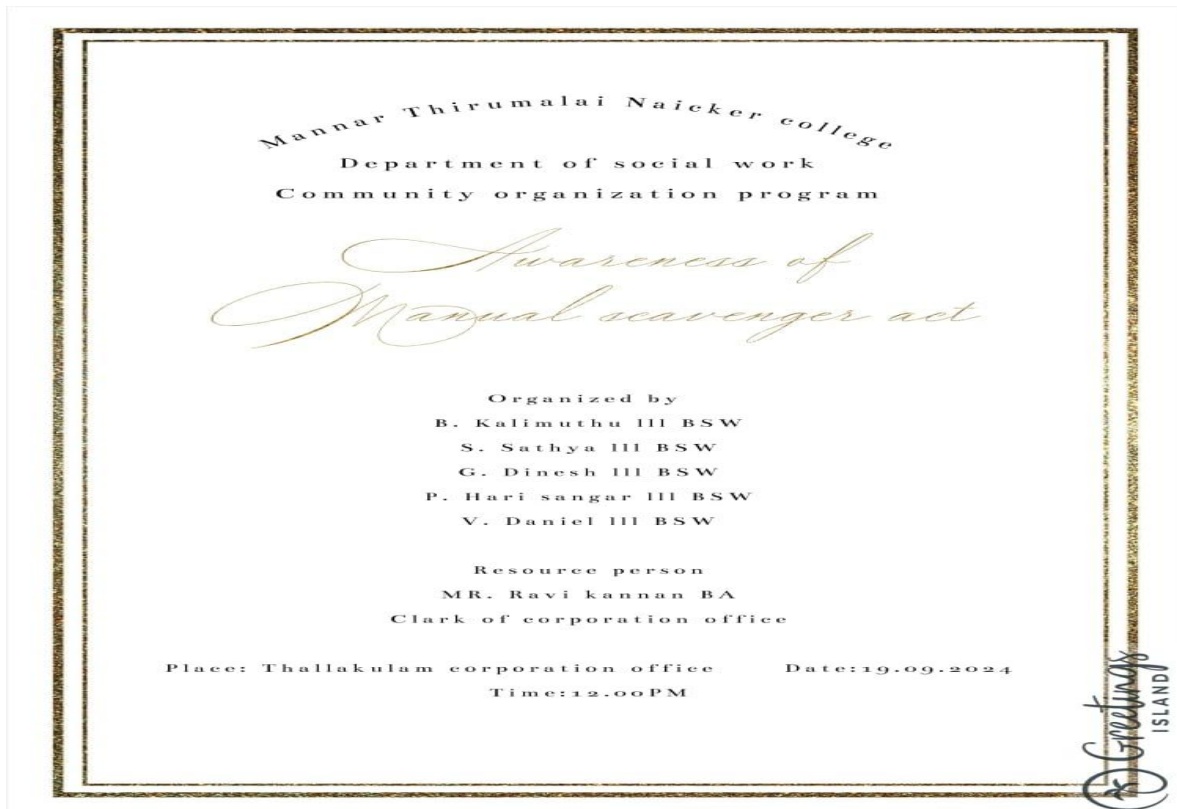 Mannar Thirumalai Naicker college
Department of social work
Community organization program
Awareness of
Manual scavenger act
Organized by
B. Kalimuthu lll BSW
S. Sathya lll BSW
G. Dinesh lll BSW
P. Hari sangar lll BSW
V. Daniel lll BSW
Resource person
MR. Ravi kannan BA
Clark of corporation office
Place: Thallakulam corporation office Date:19.09.2024
Time:12.00PM
Greetings
ISLAND